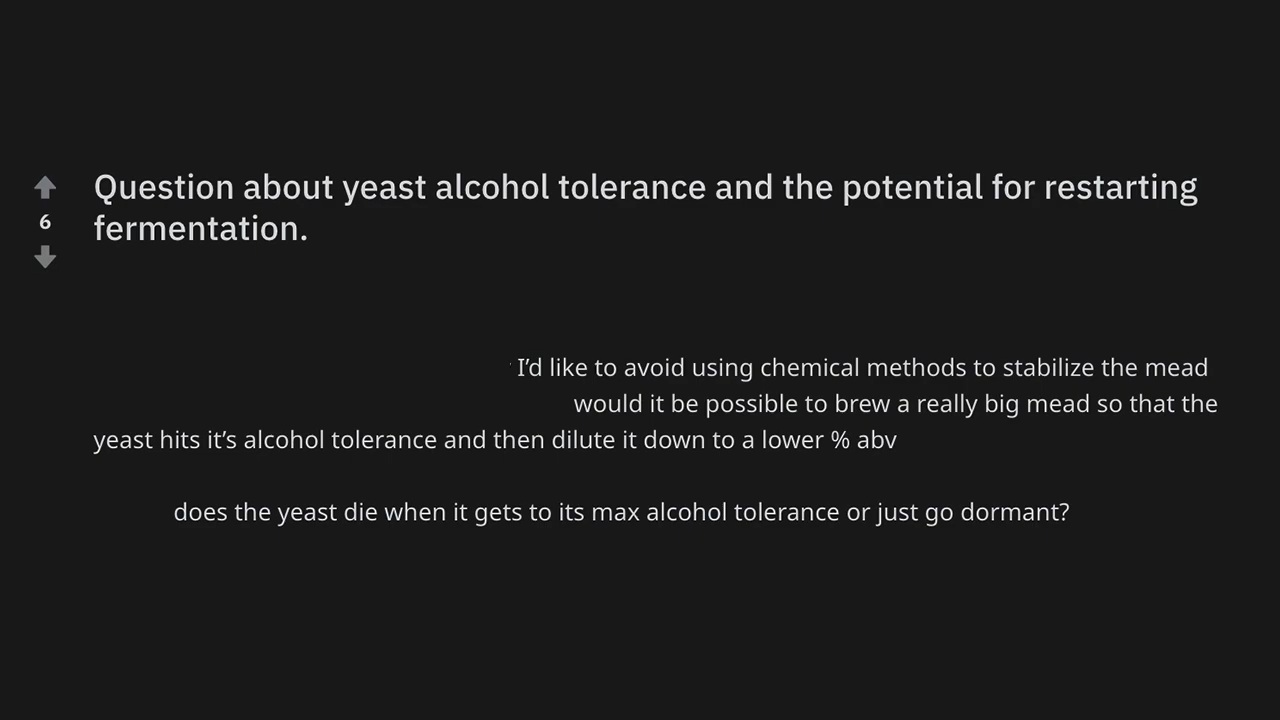 Question about yeast alcohol tolerance and the potential for restarting
6
fermentation.
I’d like to avoid using chemical methods to stabilize the mead
would it be possible to brew a really big mead so that the
yeast hits it’s alcohol tolerance and then dilute it down to a lower % abv
does the yeast die when it gets to its max alcohol tolerance or just go dormant?